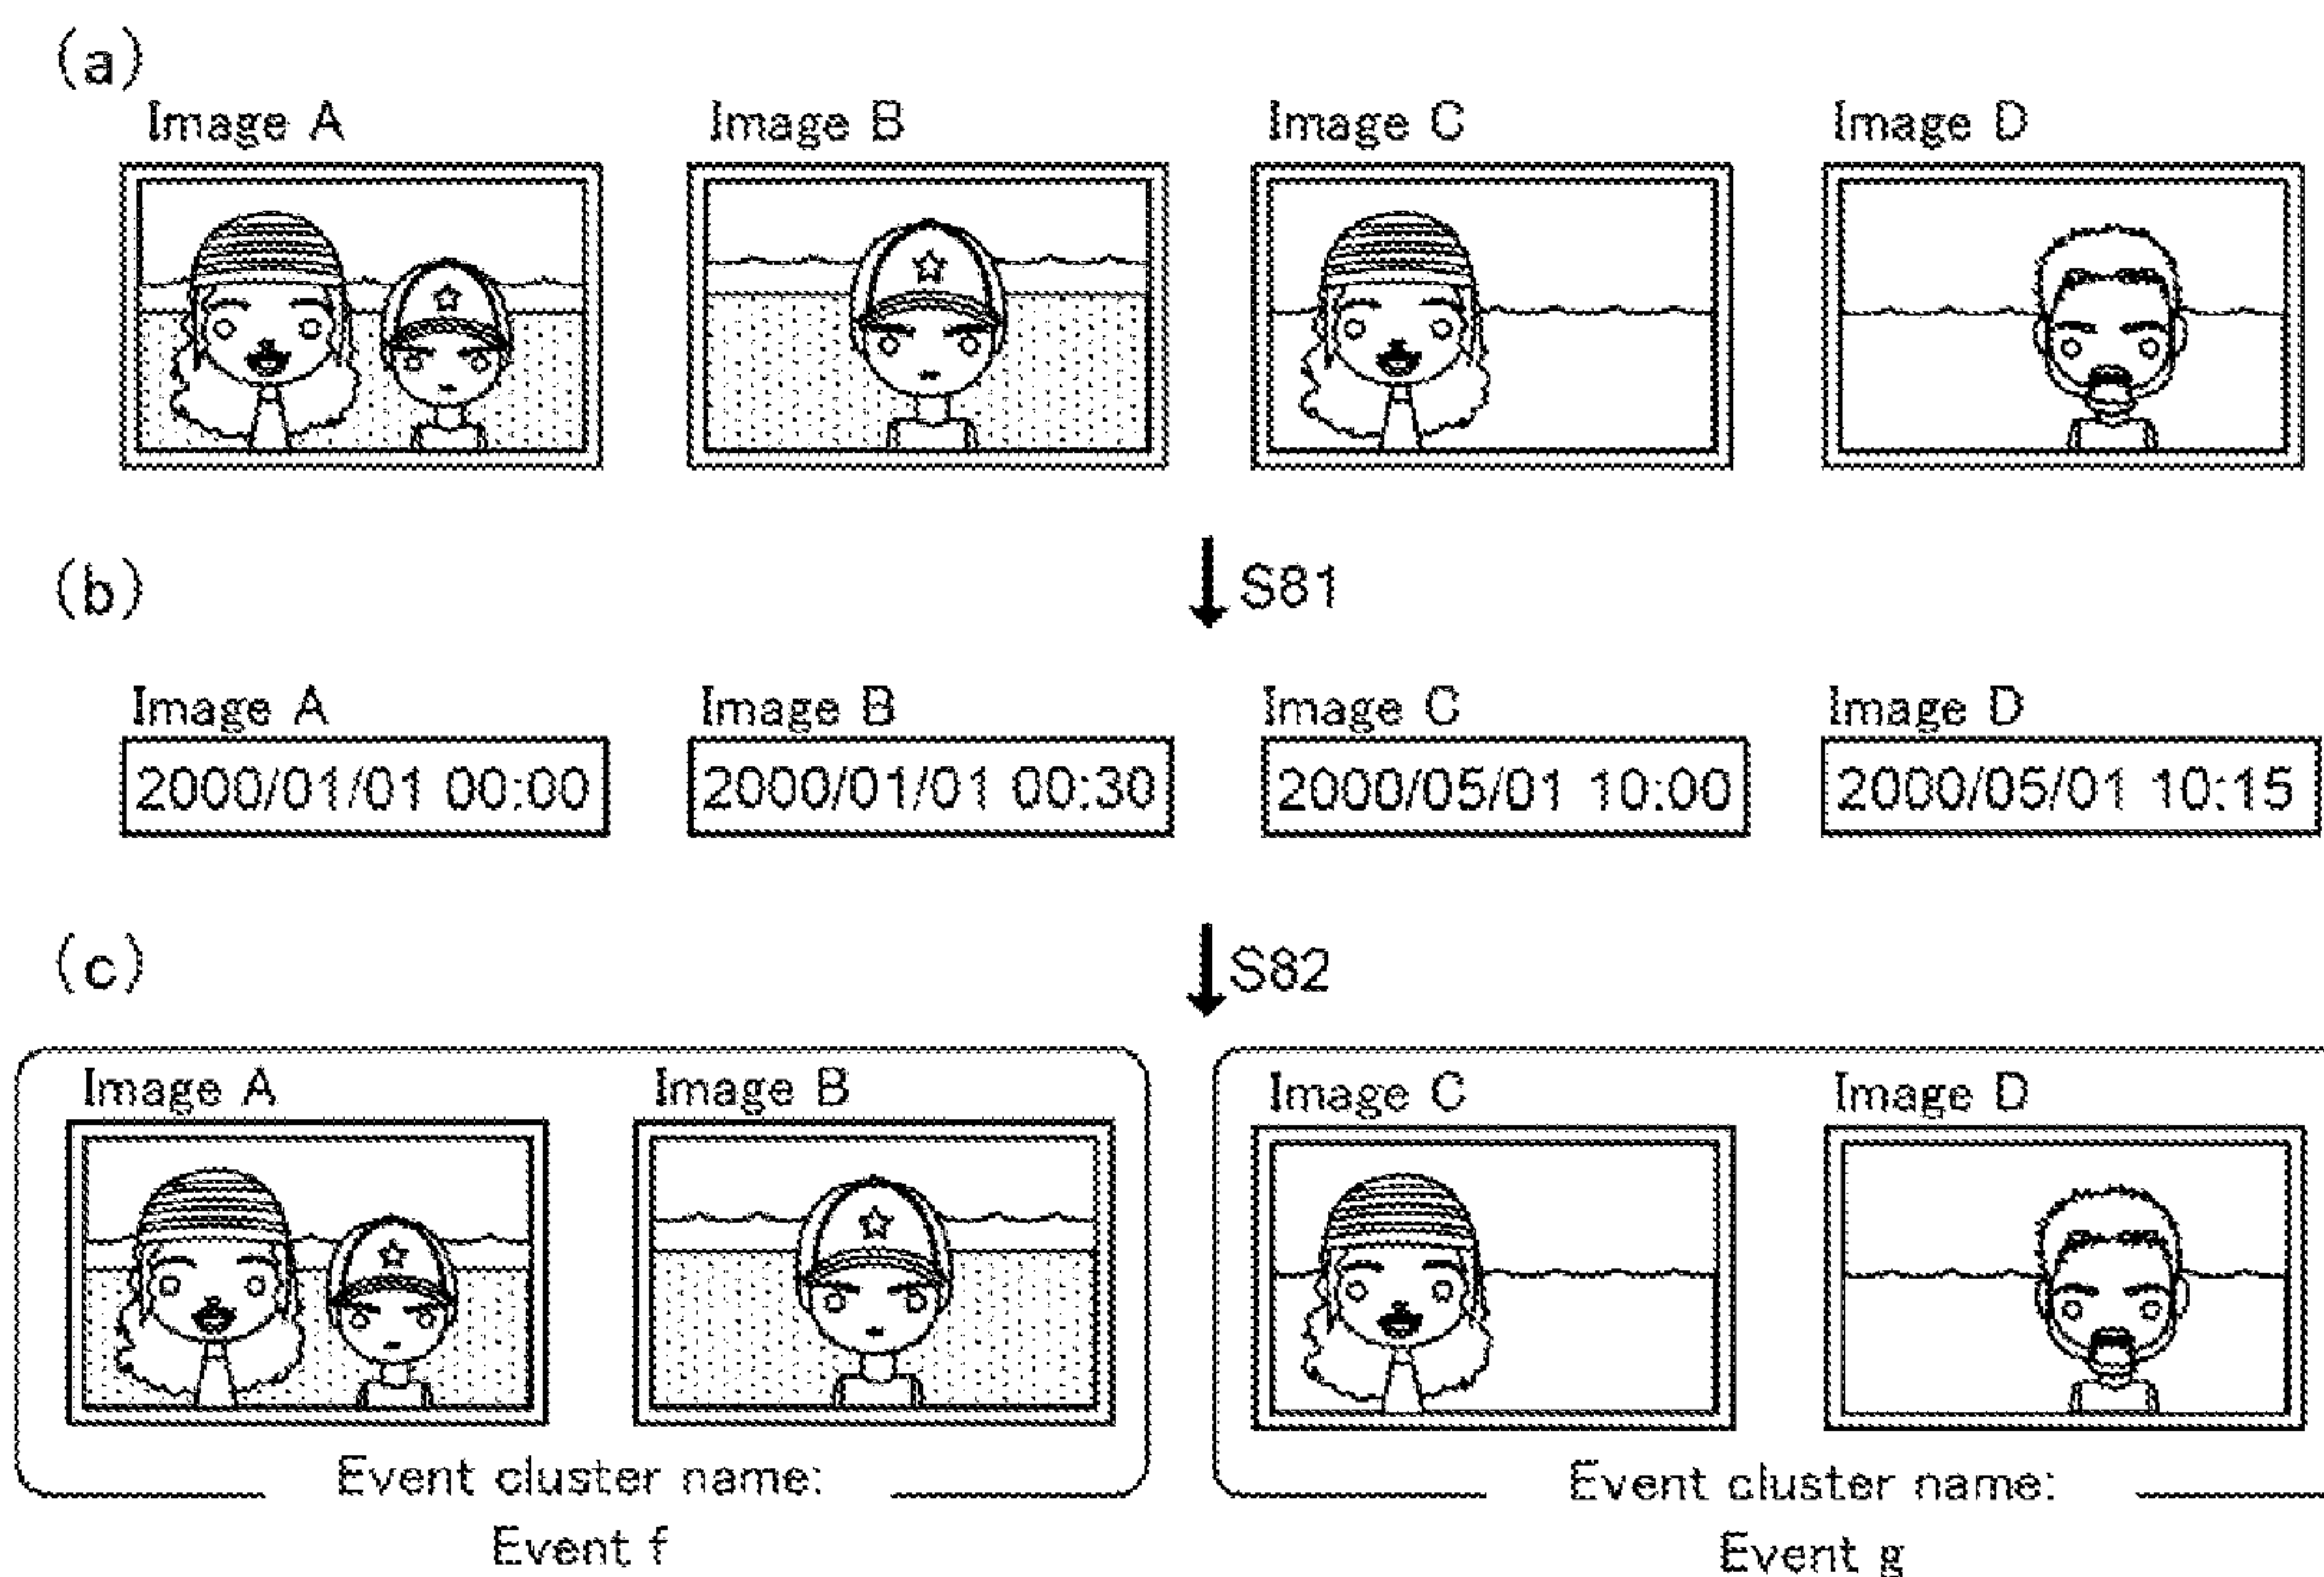 (a)
Image A Image B Image C Image D
S81
(b)
Image A Image B Image C Image D
2000/01/01 00:00 2000/01/01 00:30 2000/05/01 10:00 2000/05/01 10:15
S82
(c)
Image A Image B Image C Image D
Event cluster name: Event cluster name:
Event f Event g